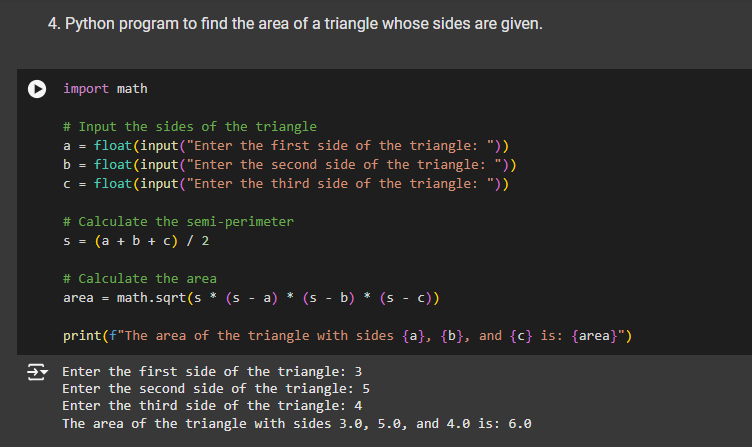 4. Python program to find the area of a triangle whose sides are given.
import math
# Input the sides of the triangle
a = float(input("Enter the first side of the triangle: "))
b = float(input("Enter the second side of the triangle: "))
c = float(input("Enter the third side of the triangle: "))
# Calculate the semi-perimeter
s = (a + b + c) / 2
# Calculate the area
area = math.sqrt(s * (s - a) * (s - b) * (s - c))
print(f"The area of the triangle with sides {a}, {b}, and {c} is: {area}")
Enter the first side of the triangle: 3
Enter the second side of the triangle: 5
Enter the third side of the triangle: 4
The area of the triangle with sides 3.0, 5.0, and 4.0 is: 6.0